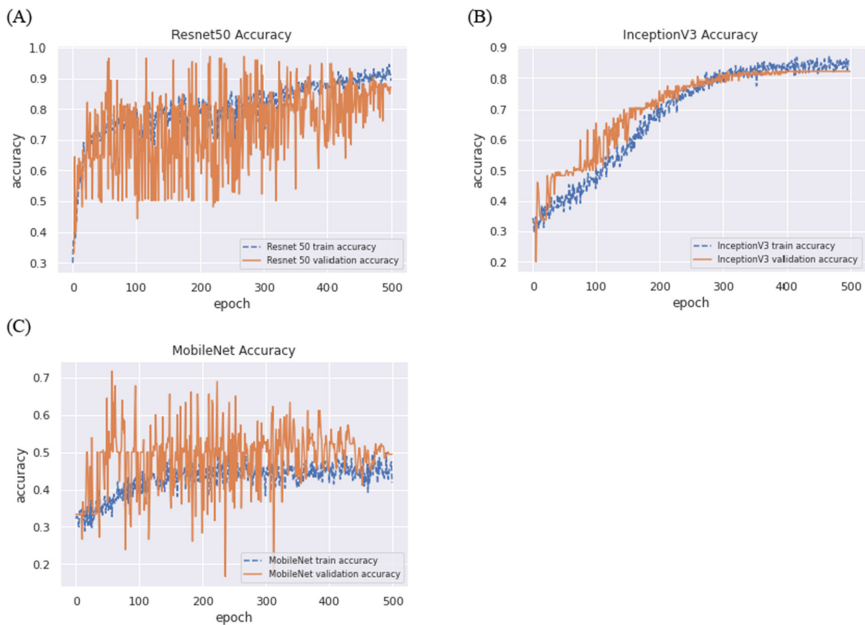 (A)
Resnet50 Accuracy
1.0
0.9
0.8
0.7
0.6
0.5
0.4
0.3
accuracy
0 100 200 300 400 500
epoch
Resnet 50 train accuracy
Resnet 50 validation accuracy
(B)
InceptionV3 Accuracy
0.9
0.8
0.7
0.6
0.5
0.4
0.3
0.2
accuracy
0 100 200 300 400 500
epoch
InceptionV3 train accuracy
InceptionV3 validation accuracy
(C)
MobileNet Accuracy
0.7
0.6
0.5
0.4
0.3
0.2
accuracy
0 100 200 300 400 500
epoch
MobileNet train accuracy
MobileNet validation accuracy